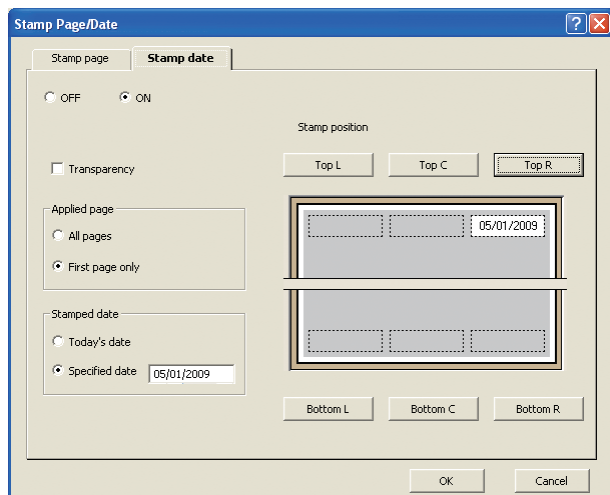 Stamp Page/Date
Stamp page Stamp date
OFF ON
Stamp position
Transparency Top L Top C Top R
Applied page
All pages
First page only
05/01/2009
Stamped date
Today's date
Specified date 05/01/2009
Bottom L Bottom C Bottom R
OK Cancel